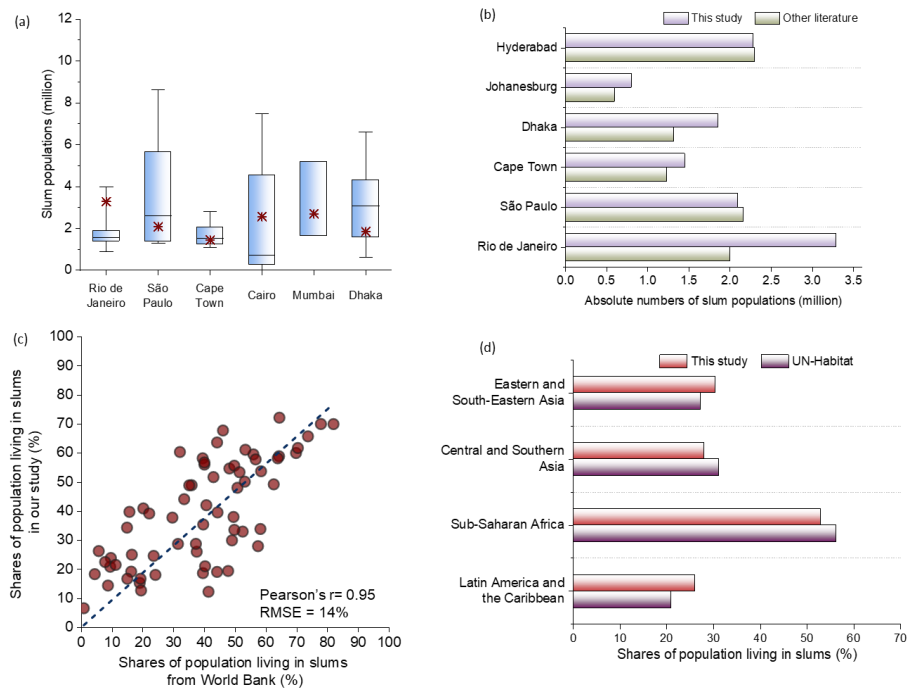 (a)
Slum populations (million)
12
10
8
6
4
2
0
Rio de
Janeiro
São
Paulo
Cape
Town
Cairo
Mumbai
Dhaka
(b)
This study
Other literature
Hyderabad
Johanesburg
Dhaka
Cape Town
São Paulo
Rio de Janeiro
0.0 0.5 1.0 1.5 2.0 2.5 3.0 3.5
Absolute numbers of slum populations (million)
(c)
Shares of population living in slums
in our study (%)
100
90
80
70
60
50
40
30
20
10
0
Pearson's r= 0.95
RMSE = 14%
0 10 20 30 40 50 60 70 80 90 100
Shares of population living in slums
from World Bank (%)
(d)
This study
UN-Habitat
Eastern and
South-Eastern Asia
Central and Southern
Asia
Sub-Saharan Africa
Latin America and
the Caribbean
0 10 20 30 40 50 60 70
Shares of population living in slums (%)